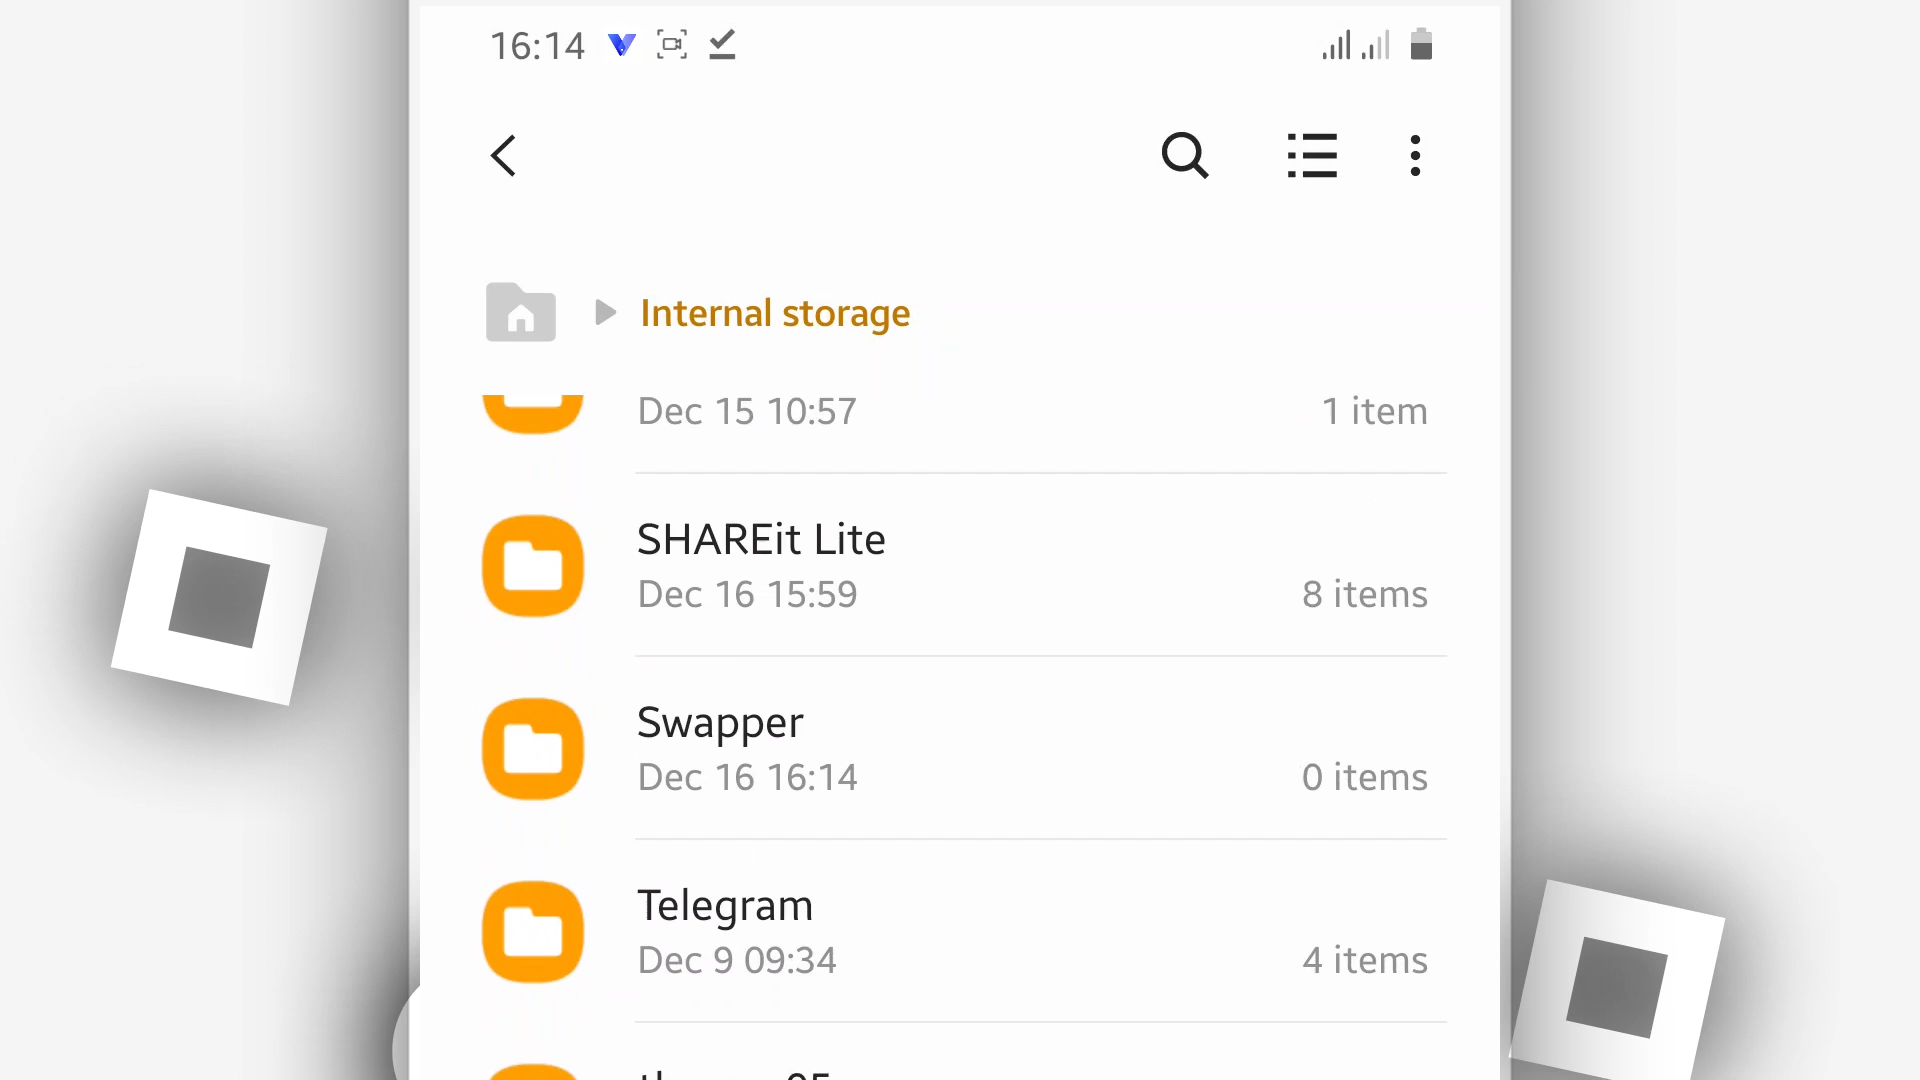 16:14
Internal storage
Dec 15 10:57
1 item
SHAREit Lite
Dec 16 15:59
8 items
Swapper
Dec 16 16:14
0 items
Telegram
Dec 9 09:34
4 items